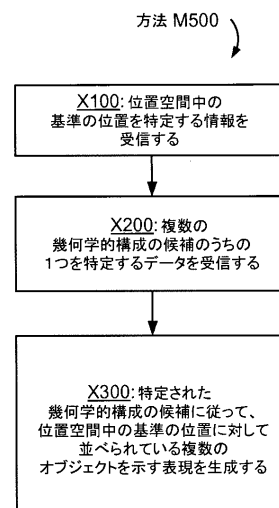 方法 M500
X100: 位置空間中の
基準の位置を特定する情報を
受信する
X200: 複数の
幾何学的構成の候補のうちの
1つを特定するデータを受信する
X300: 特定された
幾何学的構成の候補に従って、
位置空間中の基準の位置に対して
並べられている複数の
オブジェクトを示す表現を生成する